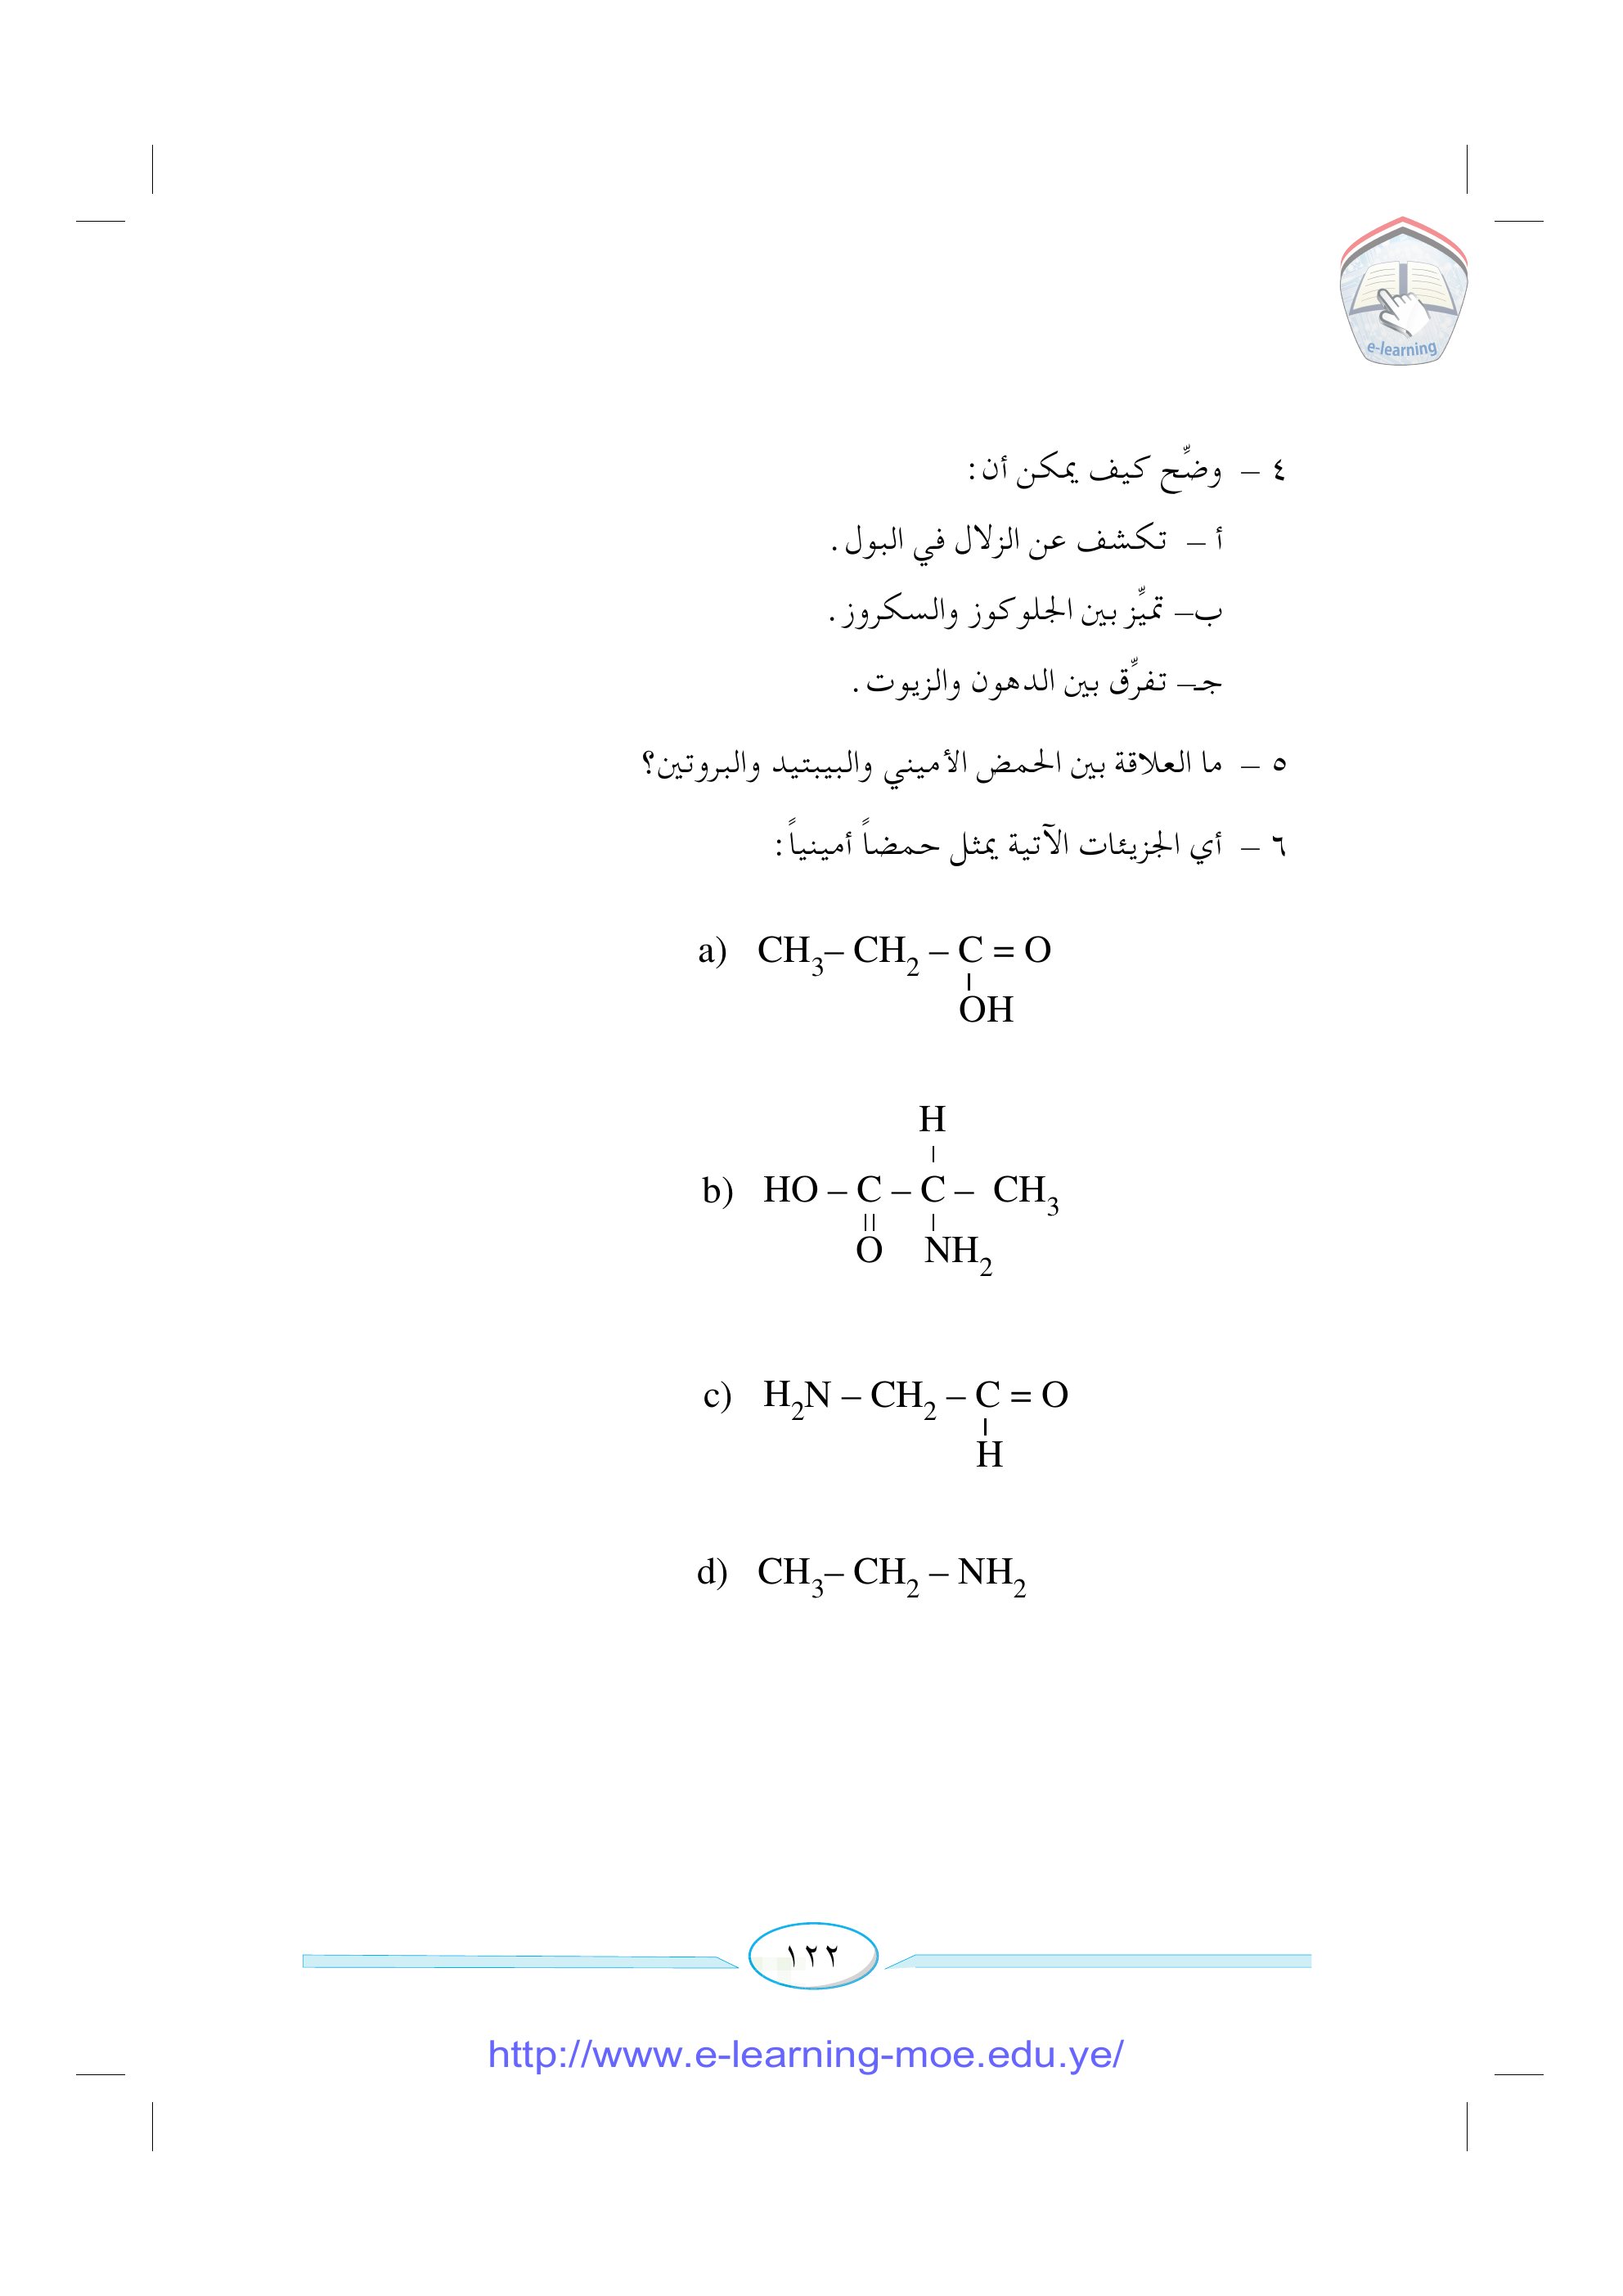 e-learning
٤ – وضِّح كيف يمكن أن:
أ – تكشف عن الزلال في البول.
ب– تميِّز بين الجلوكوز والسكروز.
جـ– تفرِّق بين الدهون والزيوت.
٥ – ما العلاقة بين الحمض الأميني والبيبتيد والبروتين؟
٦ – أي الجزيئات الآتية يمثل حمضاً أمينياً:
a) CH₃– CH₂ – C = O
OH
H
b) HO – C – C – CH₃
O NH₂
c) H₂N – CH₂ – C = O
H
d) CH₃– CH₂ – NH₂
١٢٢
http://www.e-learning-moe.edu.ye/